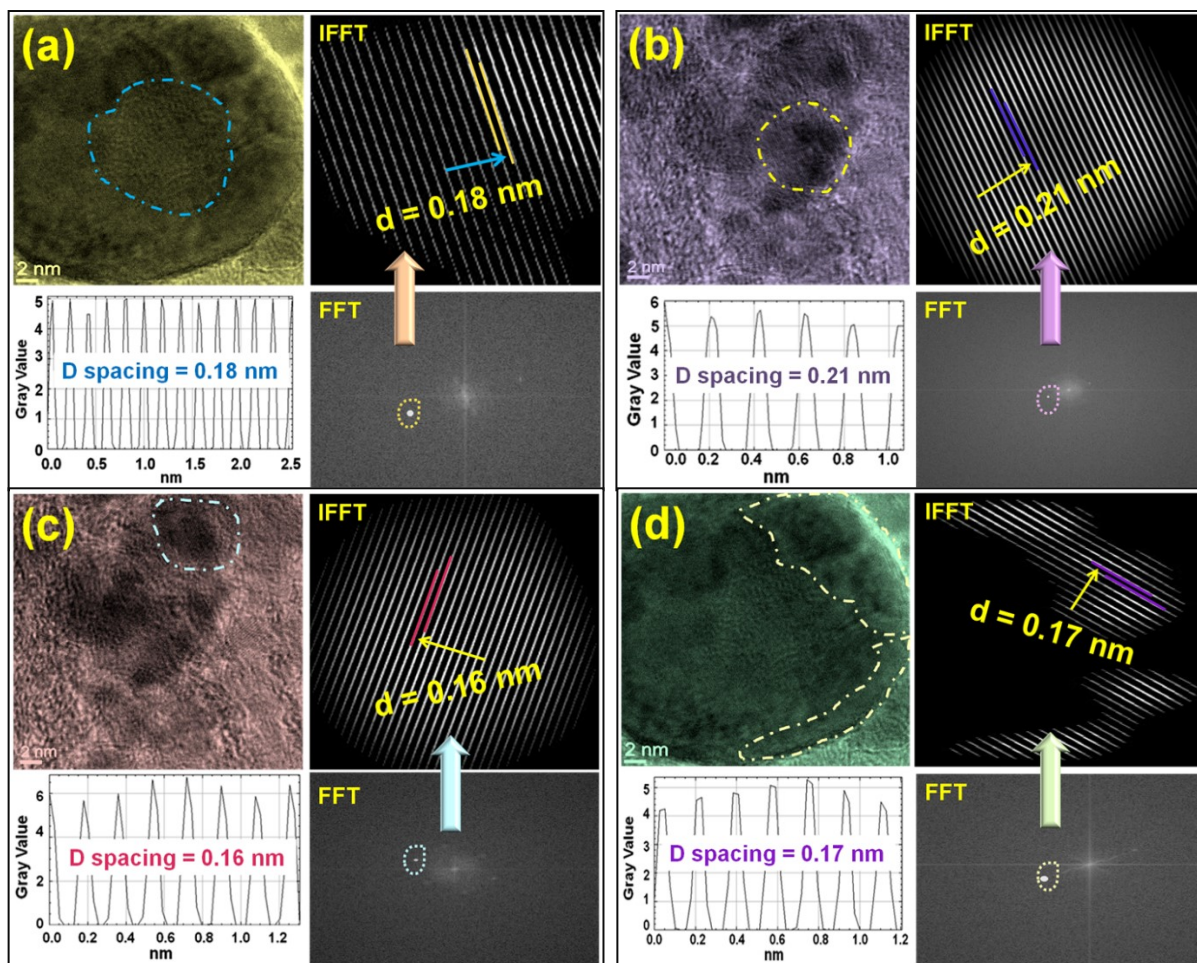 (a)
2 nm
IFFT
d = 0.18 nm
Gray Value
5
4
3
2
1
0
D spacing = 0.18 nm
0.0 0.5 1.0 1.5 2.0 2.5
nm
FFT
(b)
2 nm
IFFT
d = 0.21 nm
Gray Value
6
5
4
3
2
1
0
D spacing = 0.21 nm
0.0 0.2 0.4 0.6 0.8 1.0
nm
FFT
(c)
2 nm
IFFT
d = 0.16 nm
Gray Value
6
4
2
0
D spacing = 0.16 nm
0.0 0.2 0.4 0.6 0.8 1.0 1.2
nm
FFT
(d)
2 nm
IFFT
d = 0.17 nm
Gray Value
5
4
3
2
1
0
D spacing = 0.17 nm
0.0 0.2 0.4 0.6 0.8 1.0 1.2
nm
FFT